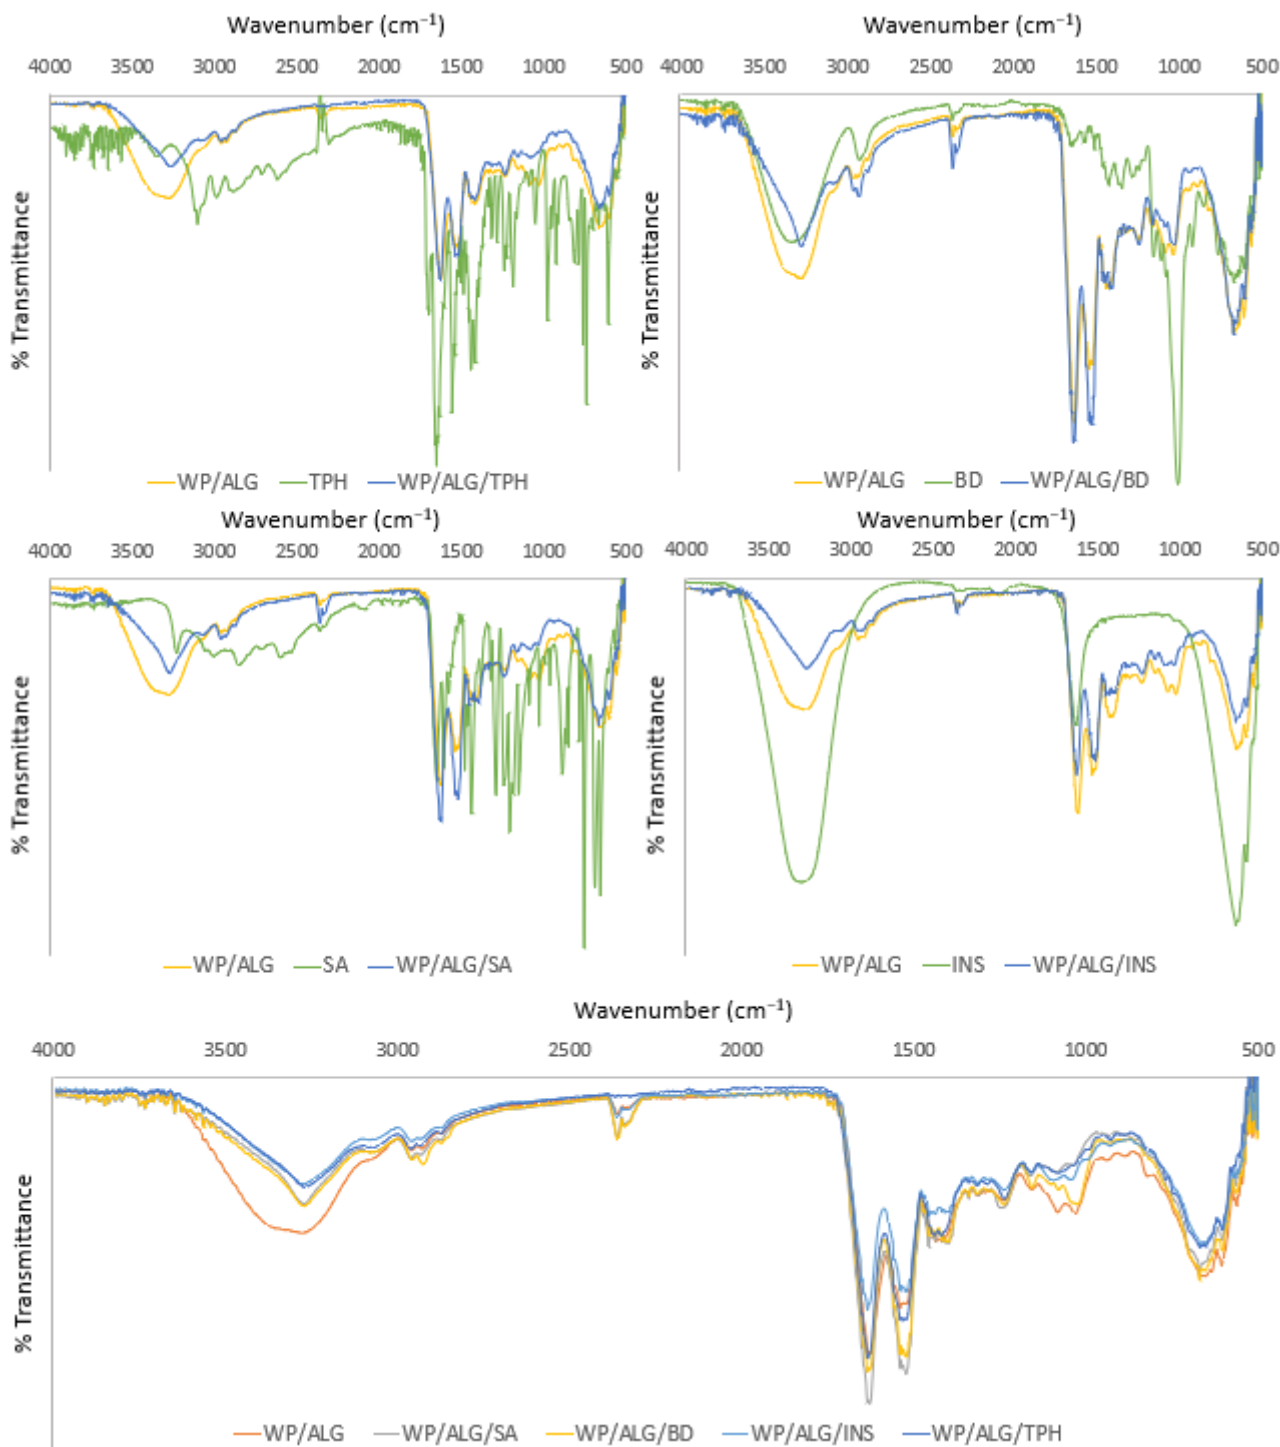 Wavenumber (cm⁻¹)
4000 3500 3000 2500 2000 1500 1000 500
% Transmittance
WP/ALG TPH WP/ALG/TPH
Wavenumber (cm⁻¹)
4000 3500 3000 2500 2000 1500 1000 500
% Transmittance
WP/ALG BD WP/ALG/BD
Wavenumber (cm⁻¹)
4000 3500 3000 2500 2000 1500 1000 500
% Transmittance
WP/ALG SA WP/ALG/SA
Wavenumber (cm⁻¹)
4000 3500 3000 2500 2000 1500 1000 500
% Transmittance
WP/ALG INS WP/ALG/INS
Wavenumber (cm⁻¹)
4000 3500 3000 2500 2000 1500 1000 500
% Transmittance
WP/ALG WP/ALG/SA WP/ALG/BD WP/ALG/INS WP/ALG/TPH